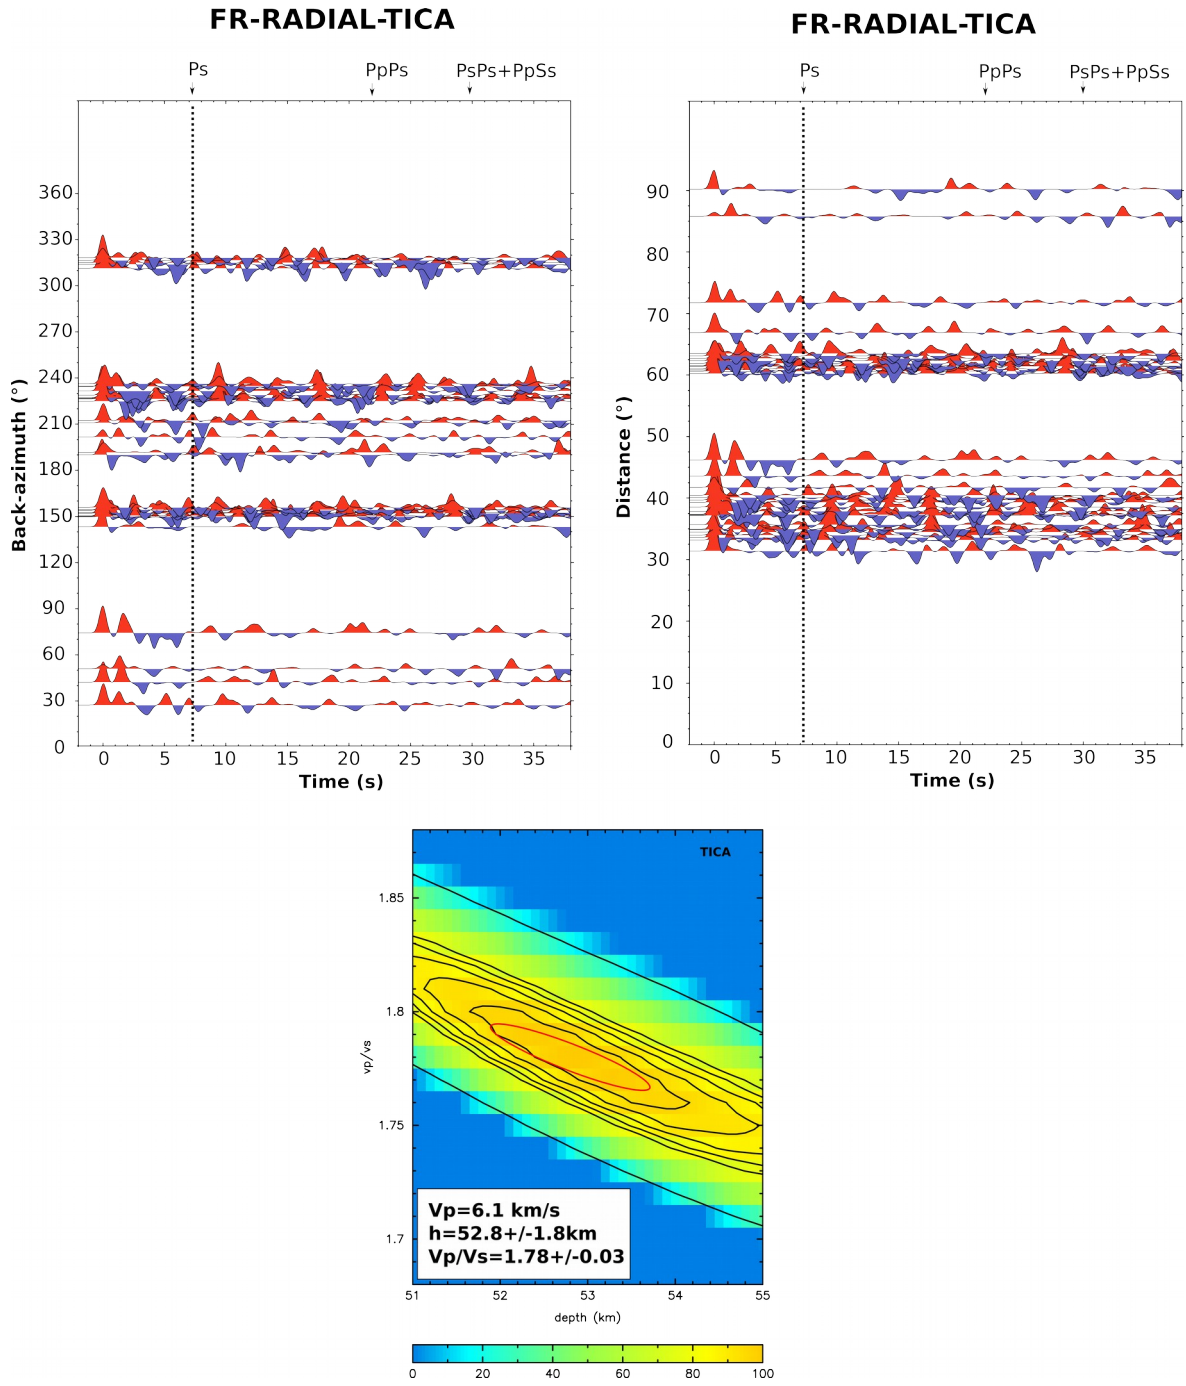 FR-RADIAL-TICA
Ps PpPs PsPs+PpSs
Back-azimuth (°)
360
330
300
270
240
210
180
150
120
90
60
30
0
0 5 10 15 20 25 30 35
Time (s)
FR-RADIAL-TICA
Ps PpPs PsPs+PpSs
Distance (°)
90
80
70
60
50
40
30
20
10
0
0 5 10 15 20 25 30 35
Time (s)
TICA
vp/vs
1.85
1.8
1.75
1.7
Vp=6.1 km/s
h=52.8+/-1.8km
Vp/Vs=1.78+/-0.03
51 52 53 54 55
depth (km)
0 20 40 60 80 100